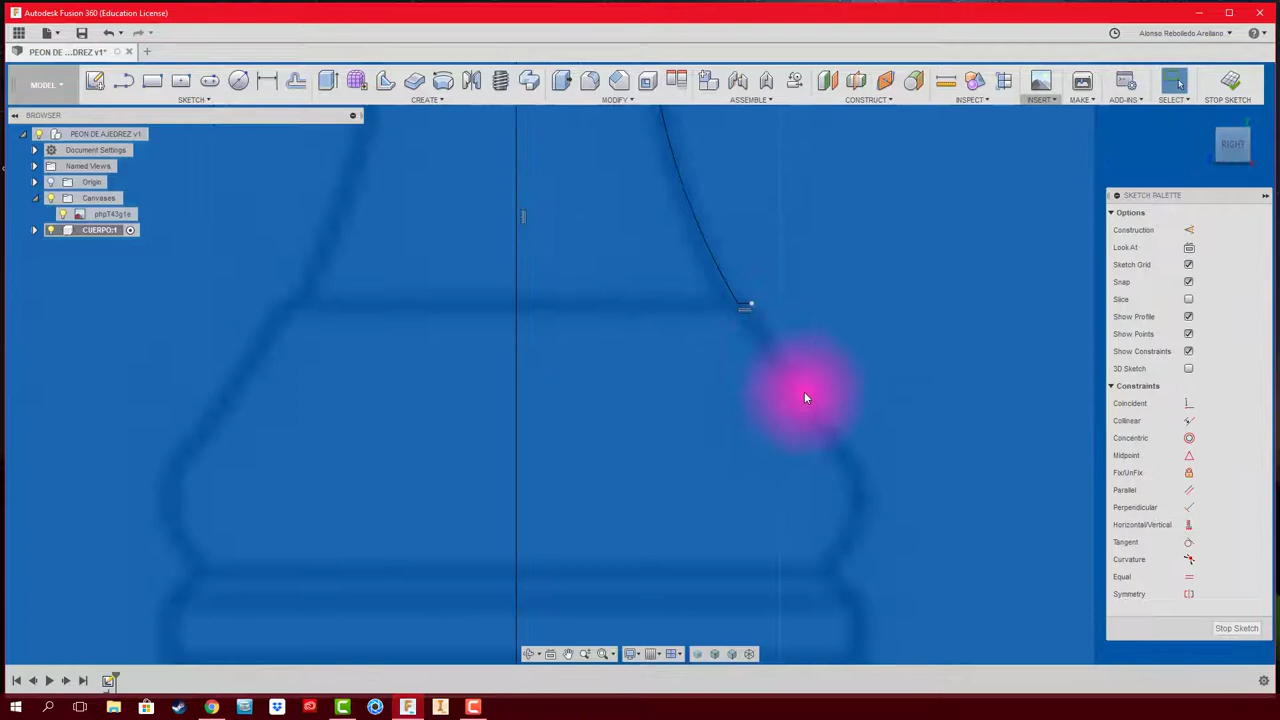 Autodesk Fusion 360 (Education License)
Alonso Rebolledo Arellano
PEON DE ...DREZ v1*
MODEL
SKETCH
CREATE
MODIFY
ASSEMBLE
CONSTRUCT
INSPECT
INSERT
MAKE
ADD-INS
SELECT
STOP SKETCH
BROWSER
PEON DE AJEDREZ v1
Document Settings
Named Views
Origin
Canvases
phpT43g1e
CUERPO:1
RIGHT
SKETCH PALETTE
Options
Construction
Look At
Sketch Grid
Snap
Slice
Show Profile
Show Points
Show Constraints
3D Sketch
Constraints
Coincident
Collinear
Concentric
Midpoint
Fix/UnFix
Parallel
Perpendicular
Horizontal/Vertical
Tangent
Curvature
Equal
Symmetry
Stop Sketch